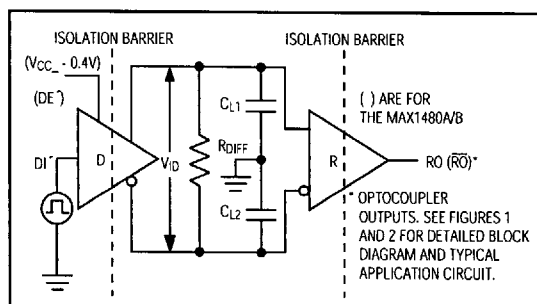 ISOLATION BARRIER
ISOLATION BARRIER
(VCC_ - 0.4V)
(DE´)
DI´
D
VID
RDIFF
CL1
CL2
R
( ) ARE FOR
THE MAX1480A/B
RO (RO)*
* OPTOCOUPLER
OUTPUTS. SEE FIGURES 1
AND 2 FOR DETAILED BLOCK
DIAGRAM AND TYPICAL
APPLICATION CIRCUIT.